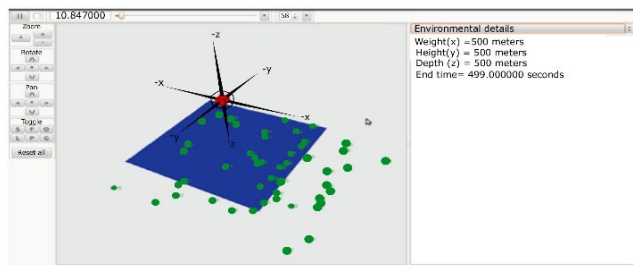 10.847000
58
Zoom
Rotate
Pan
Toggle
S F O
L P G
Reset all
-z
-y
-x
-x
-y
-z
Environmental details
Weight(x) =500 meters
Height(y) = 500 meters
Depth (z) = 500 meters
End time= 499.000000 seconds